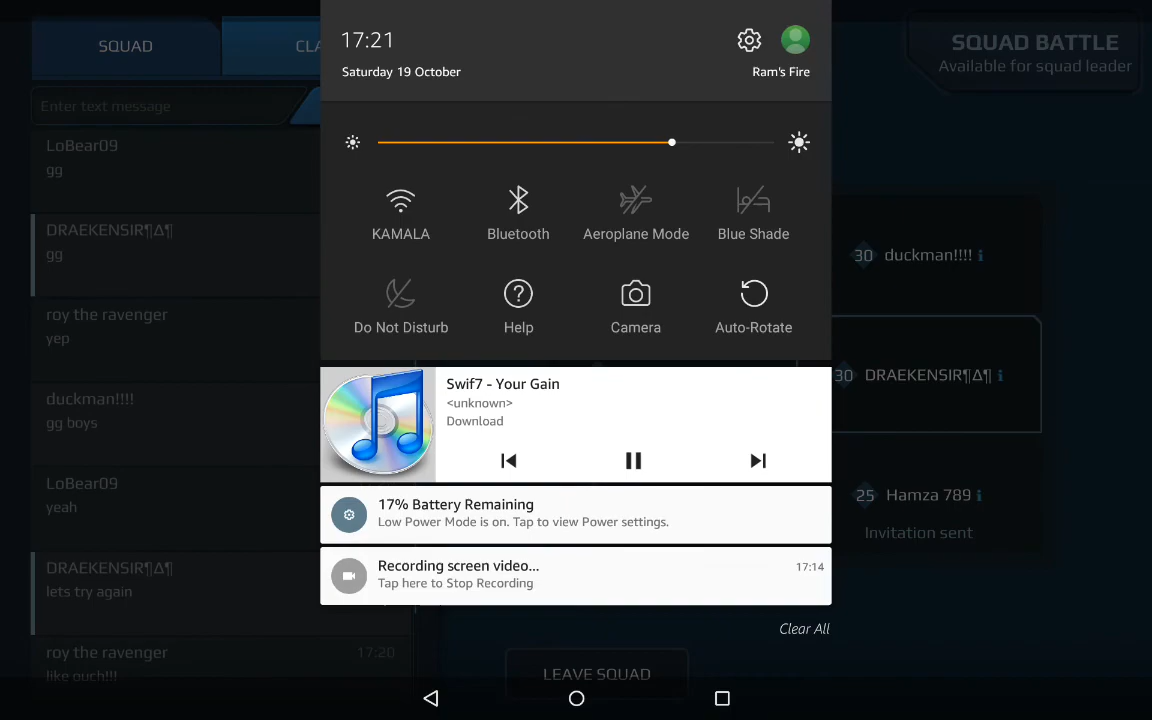 SQUAD
CLA
SQUAD BATTLE
Available for squad leader
Enter text message
LoBear09
gg
DRAEKENSIR¶Δ¶
gg
roy the ravenger
yep
duckman!!!!
gg boys
LoBear09
yeah
DRAEKENSIR¶Δ¶
lets try again
roy the ravenger 17:20
like ouch!!!
17:21
Saturday 19 October
Ram's Fire
KAMALA
Bluetooth
Aeroplane Mode
Blue Shade
Do Not Disturb
Help
Camera
Auto-Rotate
Swif7 - Your Gain
<unknown>
Download
17% Battery Remaining
Low Power Mode is on. Tap to view Power settings.
Recording screen video... 17:14
Tap here to Stop Recording
Clear All
30 duckman!!!!
30 DRAEKENSIR¶Δ¶
25 Hamza 789
Invitation sent
LEAVE SQUAD